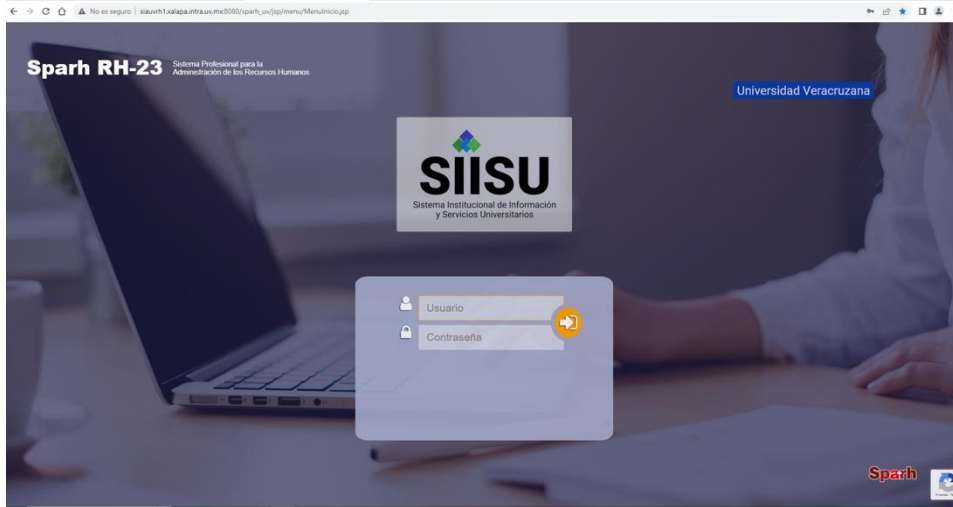 No es seguro | siauvrh1.xalapa.intra.uv.mx:8080/sparh_uv/jsp/menu/MenuInicio.jsp
Sparh RH-23
Sistema Profesional para la
Administración de los Recursos Humanos
Universidad Veracruzana
SIISU
Sistema Institucional de Información
y Servicios Universitarios
Usuario
Contraseña
Sparh